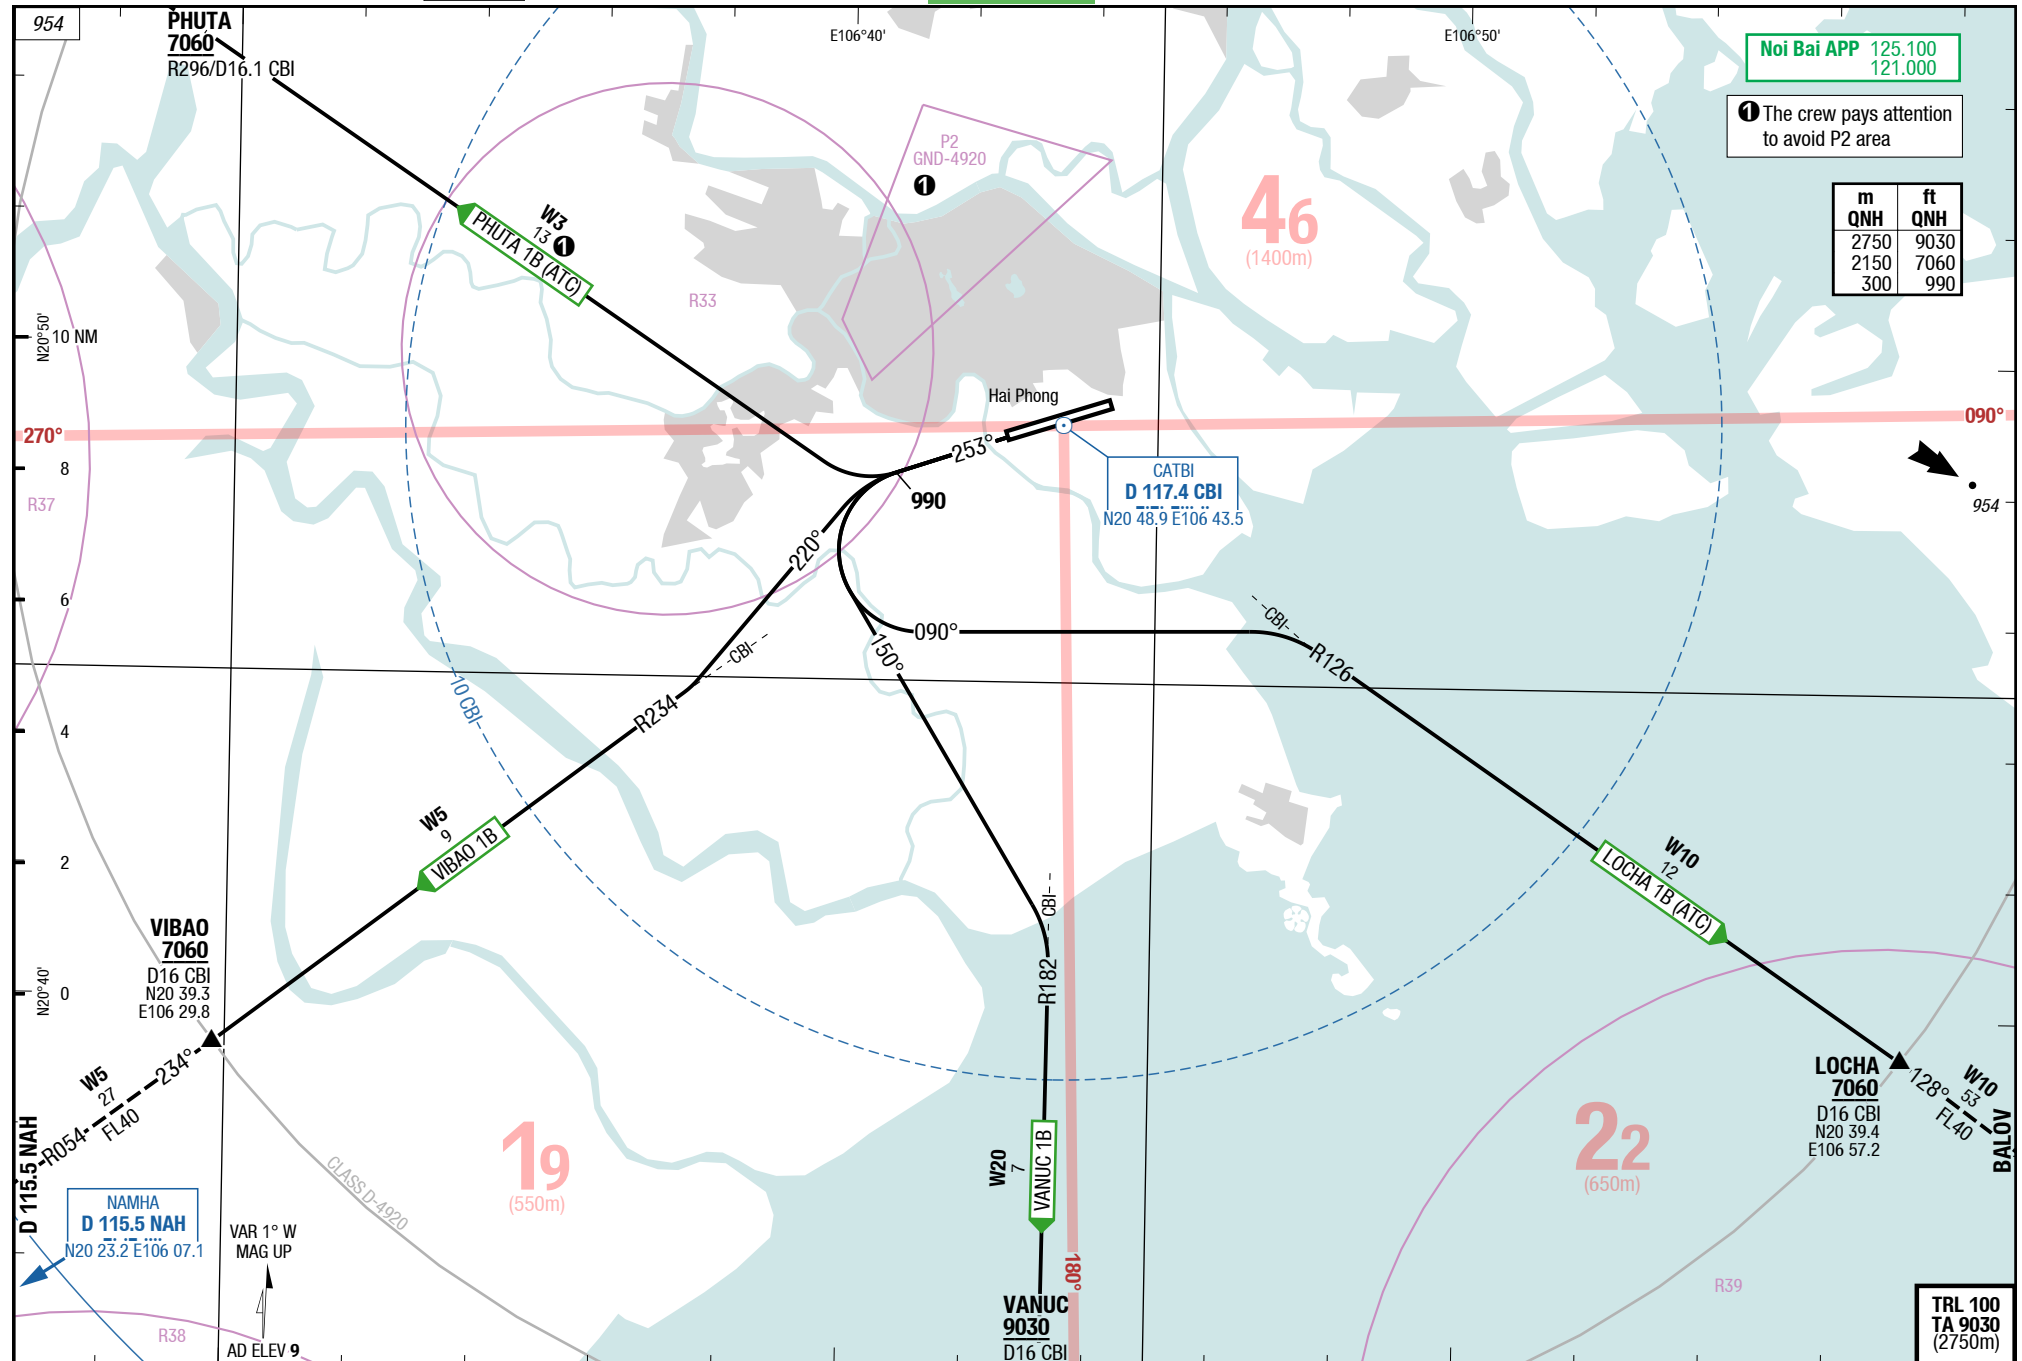 954
PHUTA
7060
R296/D16.1 CBI
E106°40'
E106°50'
Noi Bai APP 125.100
121.000
❶ The crew pays attention
to avoid P2 area
m ft
QNH QNH
2750 9030
2150 7060
300 990
P2
GND-4920
❶
46
(1400m)
W3
13 ❶
PHUTA 1B (ATC)
R33
N20°50'
10 NM
Hai Phong
270°
090°
253°
8
CATBI
D 117.4 CBI
N20 48.9 E106 43.5
990
R37
954
220°
6
CBI
090°
150°
CBI
R126
10 CBI
R234
4
W5
9
VIBAO 1B
2
W10
12
LOCHA 1B (ATC)
CBI
R182
VIBAO
7060
D16 CBI
N20 39.3
E106 29.8
N20°40'
0
W5
27
234°
R054
FL40
D 115.5 NAH
LOCHA
7060
D16 CBI
N20 39.4
E106 57.2
128°
W10
53
FL40
BALOV
19
(550m)
22
(650m)
W20
7
VANUC 1B
CLASS D-4920
NAMHA
D 115.5 NAH
N20 23.2 E106 07.1
VAR 1° W
MAG UP
180°
R38
AD ELEV 9
VANUC
9030
D16 CBI
R39
TRL 100
TA 9030
(2750m)